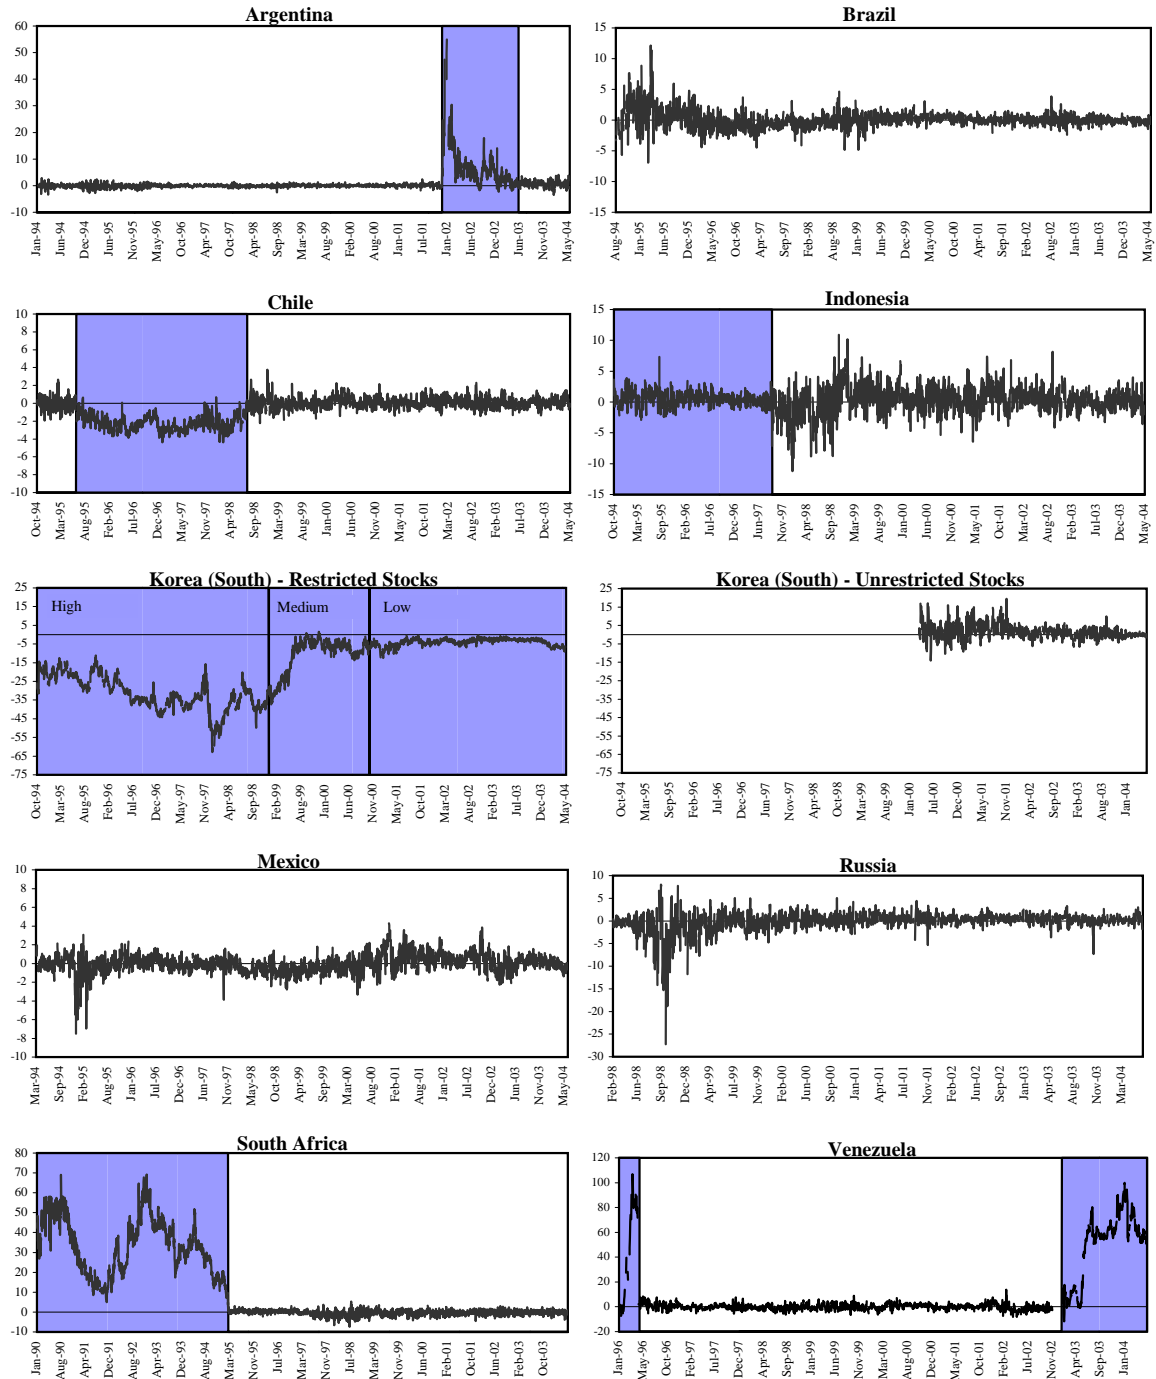 Argentina
60
50
40
30
20
10
0
-10
Jan-94
Jun-94
Dec-94
Jun-95
Nov-95
May-96
Oct-96
Apr-97
Oct-97
Apr-98
Sep-98
Mar-99
Aug-99
Feb-00
Aug-00
Jan-01
Jul-01
Jan-02
Jun-02
Dec-02
Jun-03
Nov-03
May-04
Brazil
15
10
5
0
-5
-10
-15
Aug-94
Jan-95
Jul-95
Dec-95
May-96
Nov-96
Apr-97
Sep-97
Feb-98
Aug-98
Jan-99
Jun-99
Dec-99
May-00
Oct-00
Apr-01
Sep-01
Feb-02
Aug-02
Jan-03
Jun-03
Dec-03
May-04
Chile
10
8
6
4
2
0
-2
-4
-6
-8
-10
Oct-94
Mar-95
Aug-95
Feb-96
Jul-96
Dec-96
May-97
Nov-97
Apr-98
Sep-98
Mar-99
Aug-99
Jan-00
Jun-00
Nov-00
May-01
Oct-01
Mar-02
Aug-02
Feb-03
Jul-03
Dec-03
May-04
Indonesia
15
10
5
0
-5
-10
-15
Oct-94
Mar-95
Sep-95
Feb-96
Jul-96
Jun-97
Nov-97
Apr-98
Sep-98
Mar-99
Aug-99
Jan-00
Jun-00
Nov-00
May-01
Oct-01
Mar-02
Aug-02
Feb-03
Jul-03
Dec-03
May-04
Korea (South) - Restricted Stocks
High
Medium
Low
25
15
5
-5
-15
-25
-35
-45
-55
-65
-75
Oct-94
Mar-95
Aug-95
Feb-96
Jul-96
Dec-96
May-97
Nov-97
Apr-98
Sep-98
Feb-99
Aug-99
Jan-00
Jun-00
Nov-00
May-01
Oct-01
Mar-02
Aug-02
Feb-03
Jul-03
Dec-03
May-04
Korea (South) - Unrestricted Stocks
25
15
5
-5
-15
-25
-35
-45
-55
-65
-75
Oct-94
Mar-95
Sep-95
Feb-96
Jul-96
Jan-97
Jun-97
Nov-97
Apr-98
Oct-98
Mar-99
Aug-99
Jan-00
Jul-00
Dec-00
May-01
Nov-01
Apr-02
Sep-02
Feb-03
Aug-03
Jan-04
Mexico
10
8
6
4
2
0
-2
-4
-6
-8
-10
Mar-94
Sep-94
Feb-95
Aug-95
Jan-96
Jul-96
Dec-96
Jun-97
Nov-97
May-98
Oct-98
Apr-99
Sep-99
Mar-00
Aug-00
Feb-01
Aug-01
Jan-02
Jul-02
Dec-02
Jun-03
Nov-03
May-04
Russia
10
5
0
-5
-10
-15
-20
-25
-30
Feb-98
Jun-98
Sep-98
Dec-98
Apr-99
Jul-99
Nov-99
Feb-00
Jun-00
Sep-00
Dec-00
Apr-01
Jul-01
Nov-01
Feb-02
Jun-02
Sep-02
Jan-03
Apr-03
Aug-03
Nov-03
Mar-04
South Africa
80
70
60
50
40
30
20
10
0
-10
Jan-90
Aug-90
Apr-91
Dec-91
Aug-92
Apr-93
Dec-93
Aug-94
Mar-95
Nov-95
Jul-96
Mar-97
Nov-97
Jul-98
Mar-99
Nov-99
Jun-00
Feb-01
Oct-01
Jun-02
Feb-03
Oct-03
Venezuela
120
100
80
60
40
20
0
-20
Jan-96
May-96
Oct-96
Feb-97
Jul-97
Dec-97
Apr-98
Sep-98
Jan-99
Jun-99
Nov-99
Mar-00
Aug-00
Jan-01
May-01
Oct-01
Feb-02
Jul-02
Nov-02
Apr-03
Sep-03
Jan-04